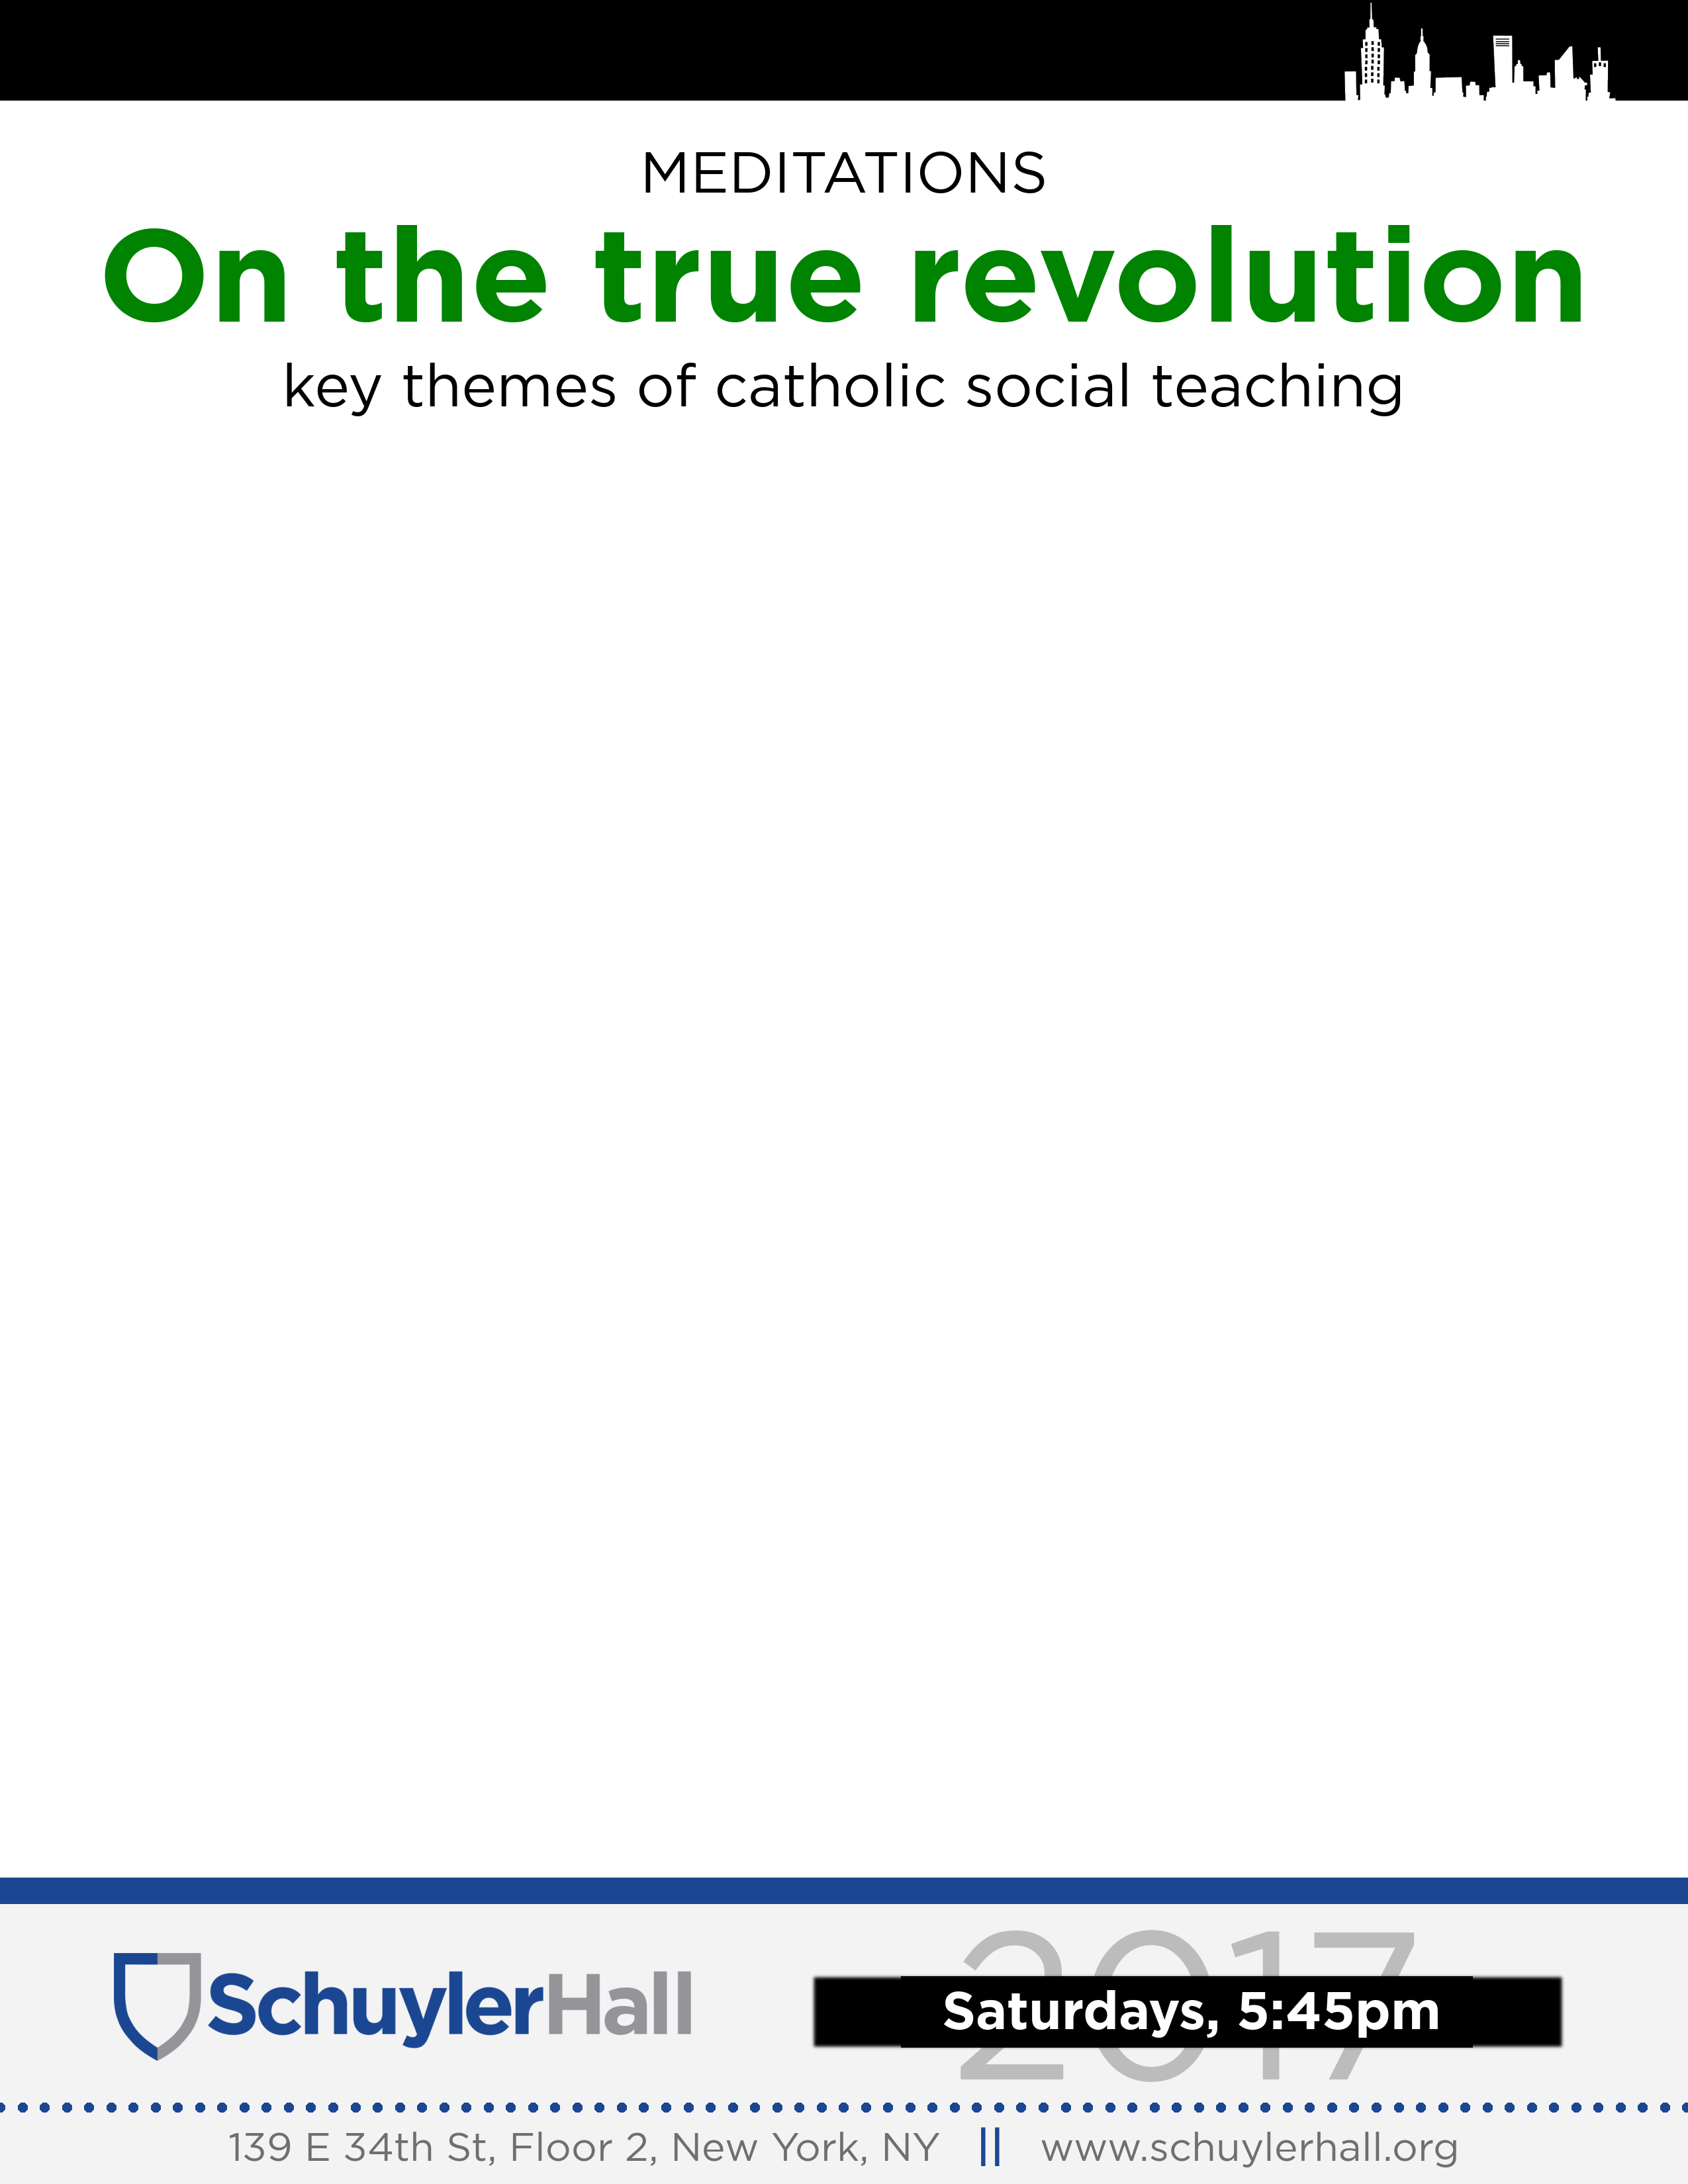 MEDITATIONS
On the true revolution
key themes of catholic social teaching
SchuylerHall
2017
Saturdays, 5:45pm
139 E 34th St, Floor 2, New York, NY || www.schuylerhall.org